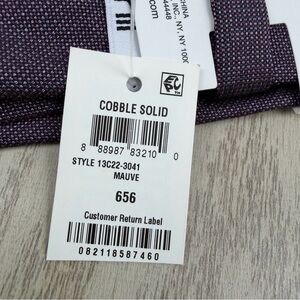 CHINA
INC., NY, NY 100
44448
.com
COBBLE SOLID
8 88987 83210 0
STYLE 13C22-3041
MAUVE
656
Customer Return Label
082118587460